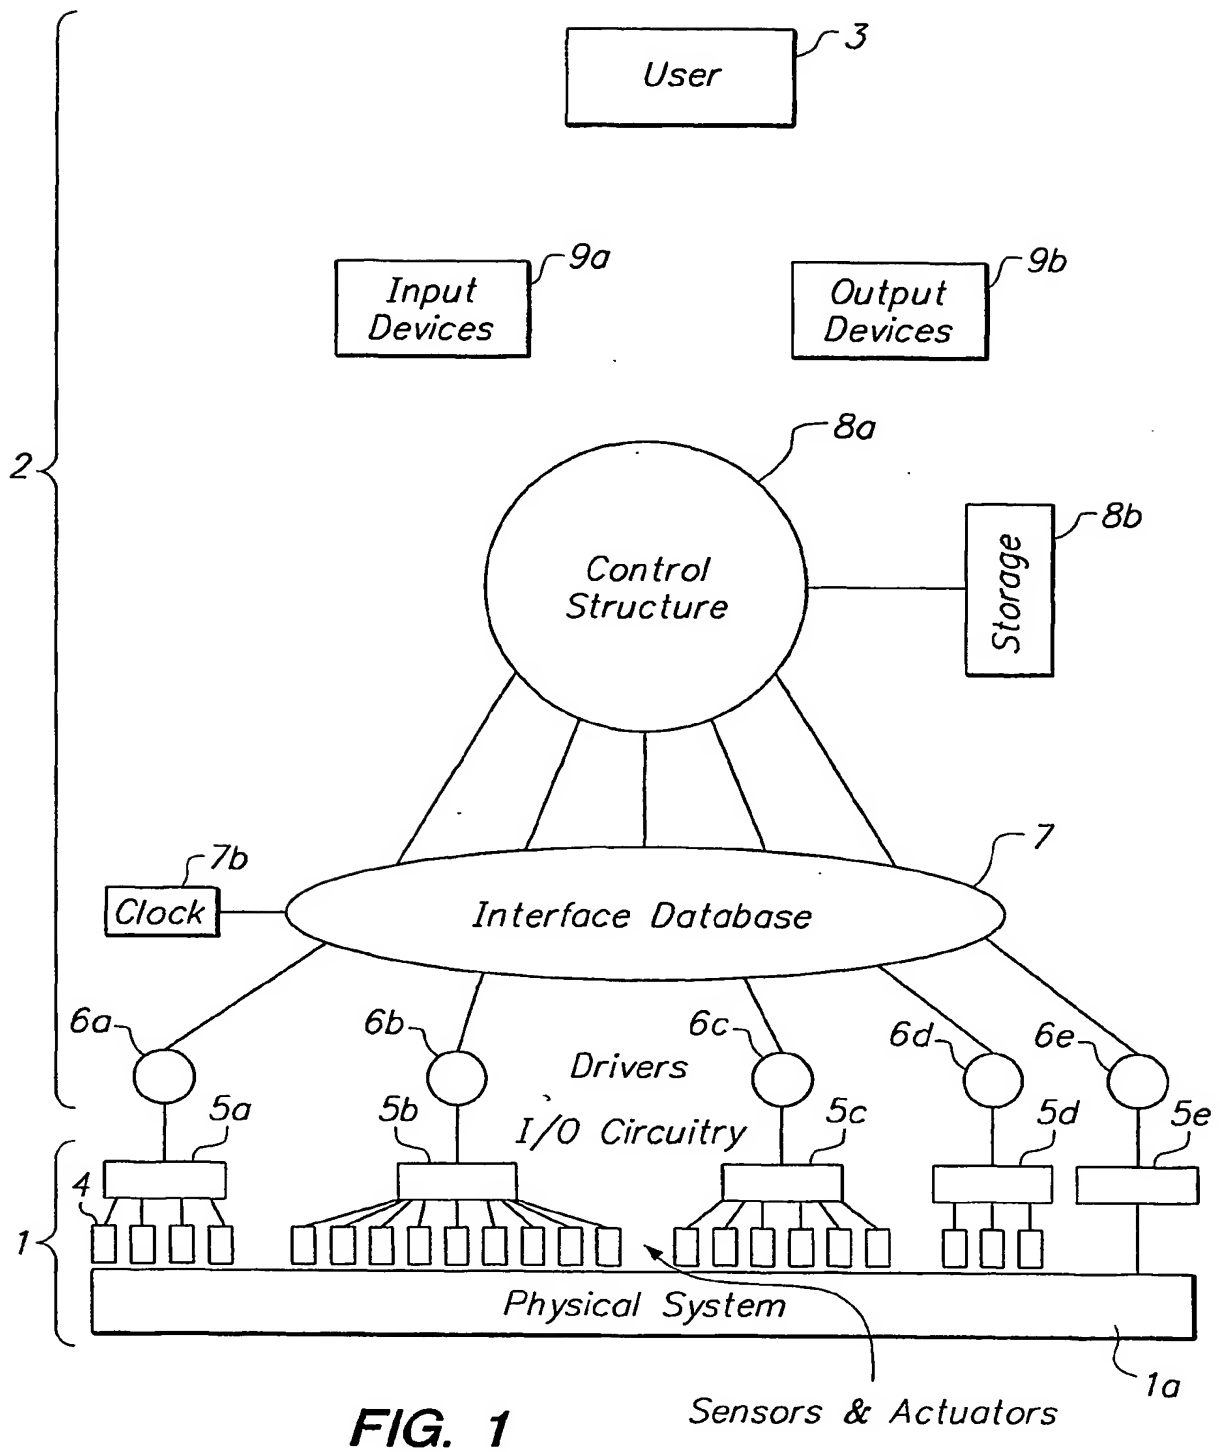 3
User
9a
Input
Devices
9b
Output
Devices
8a
2
Control
Structure
8b
Storage
7
7b
Clock
Interface Database
6a
6b
6c
6d
6e
Drivers
5a
5b
I/O Circuitry
5c
5d
5e
4
1
Physical System
1a
Sensors & Actuators
FIG. 1